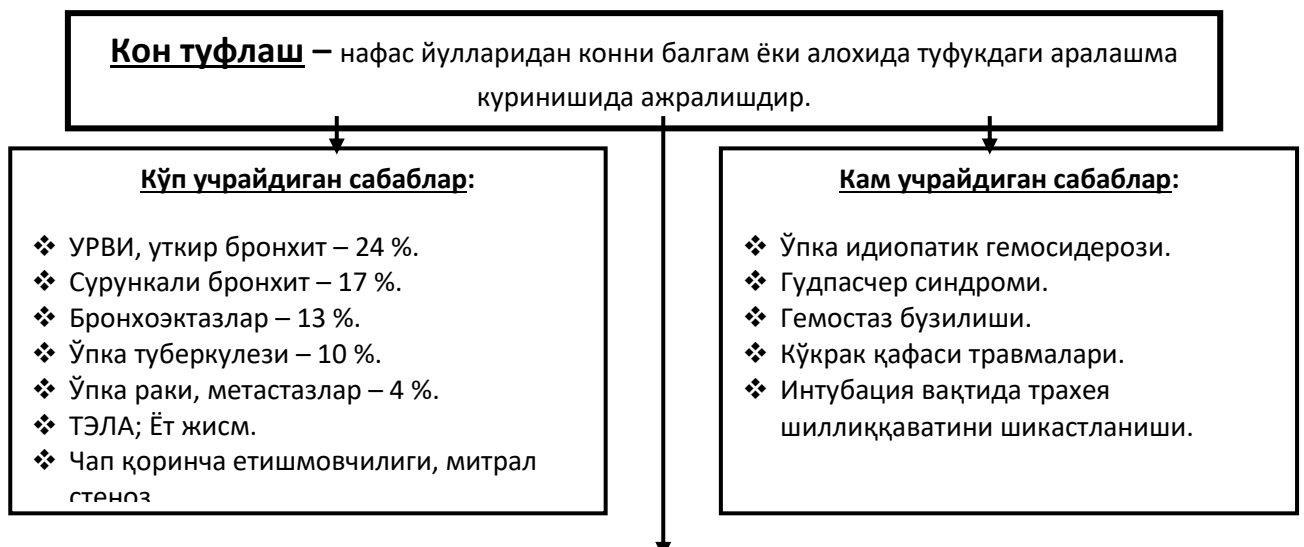 Кон туфлаш – нафас йулларидан конни балгам ёки алохида туфукдаги аралашма
куринишида ажралишдир.
Кўп учрайдиган сабаблар:
❖ УРВИ, уткир бронхит – 24 %.
❖ Сурункали бронхит – 17 %.
❖ Бронхоэктазлар – 13 %.
❖ Ўпка туберкулези – 10 %.
❖ Ўпка раки, метастазлар – 4 %.
❖ ТЭЛА; Ёт жисм.
❖ Чап қоринча етишмовчилиги, митрал
стеноз
Кам учрайдиган сабаблар:
❖ Ўпка идиопатик гемосидерози.
❖ Гудпасчер синдроми.
❖ Гемостаз бузилиши.
❖ Кўкрак қафаси травмалари.
❖ Интубация вақтида трахея
шиллиққаватини шикастланиши.